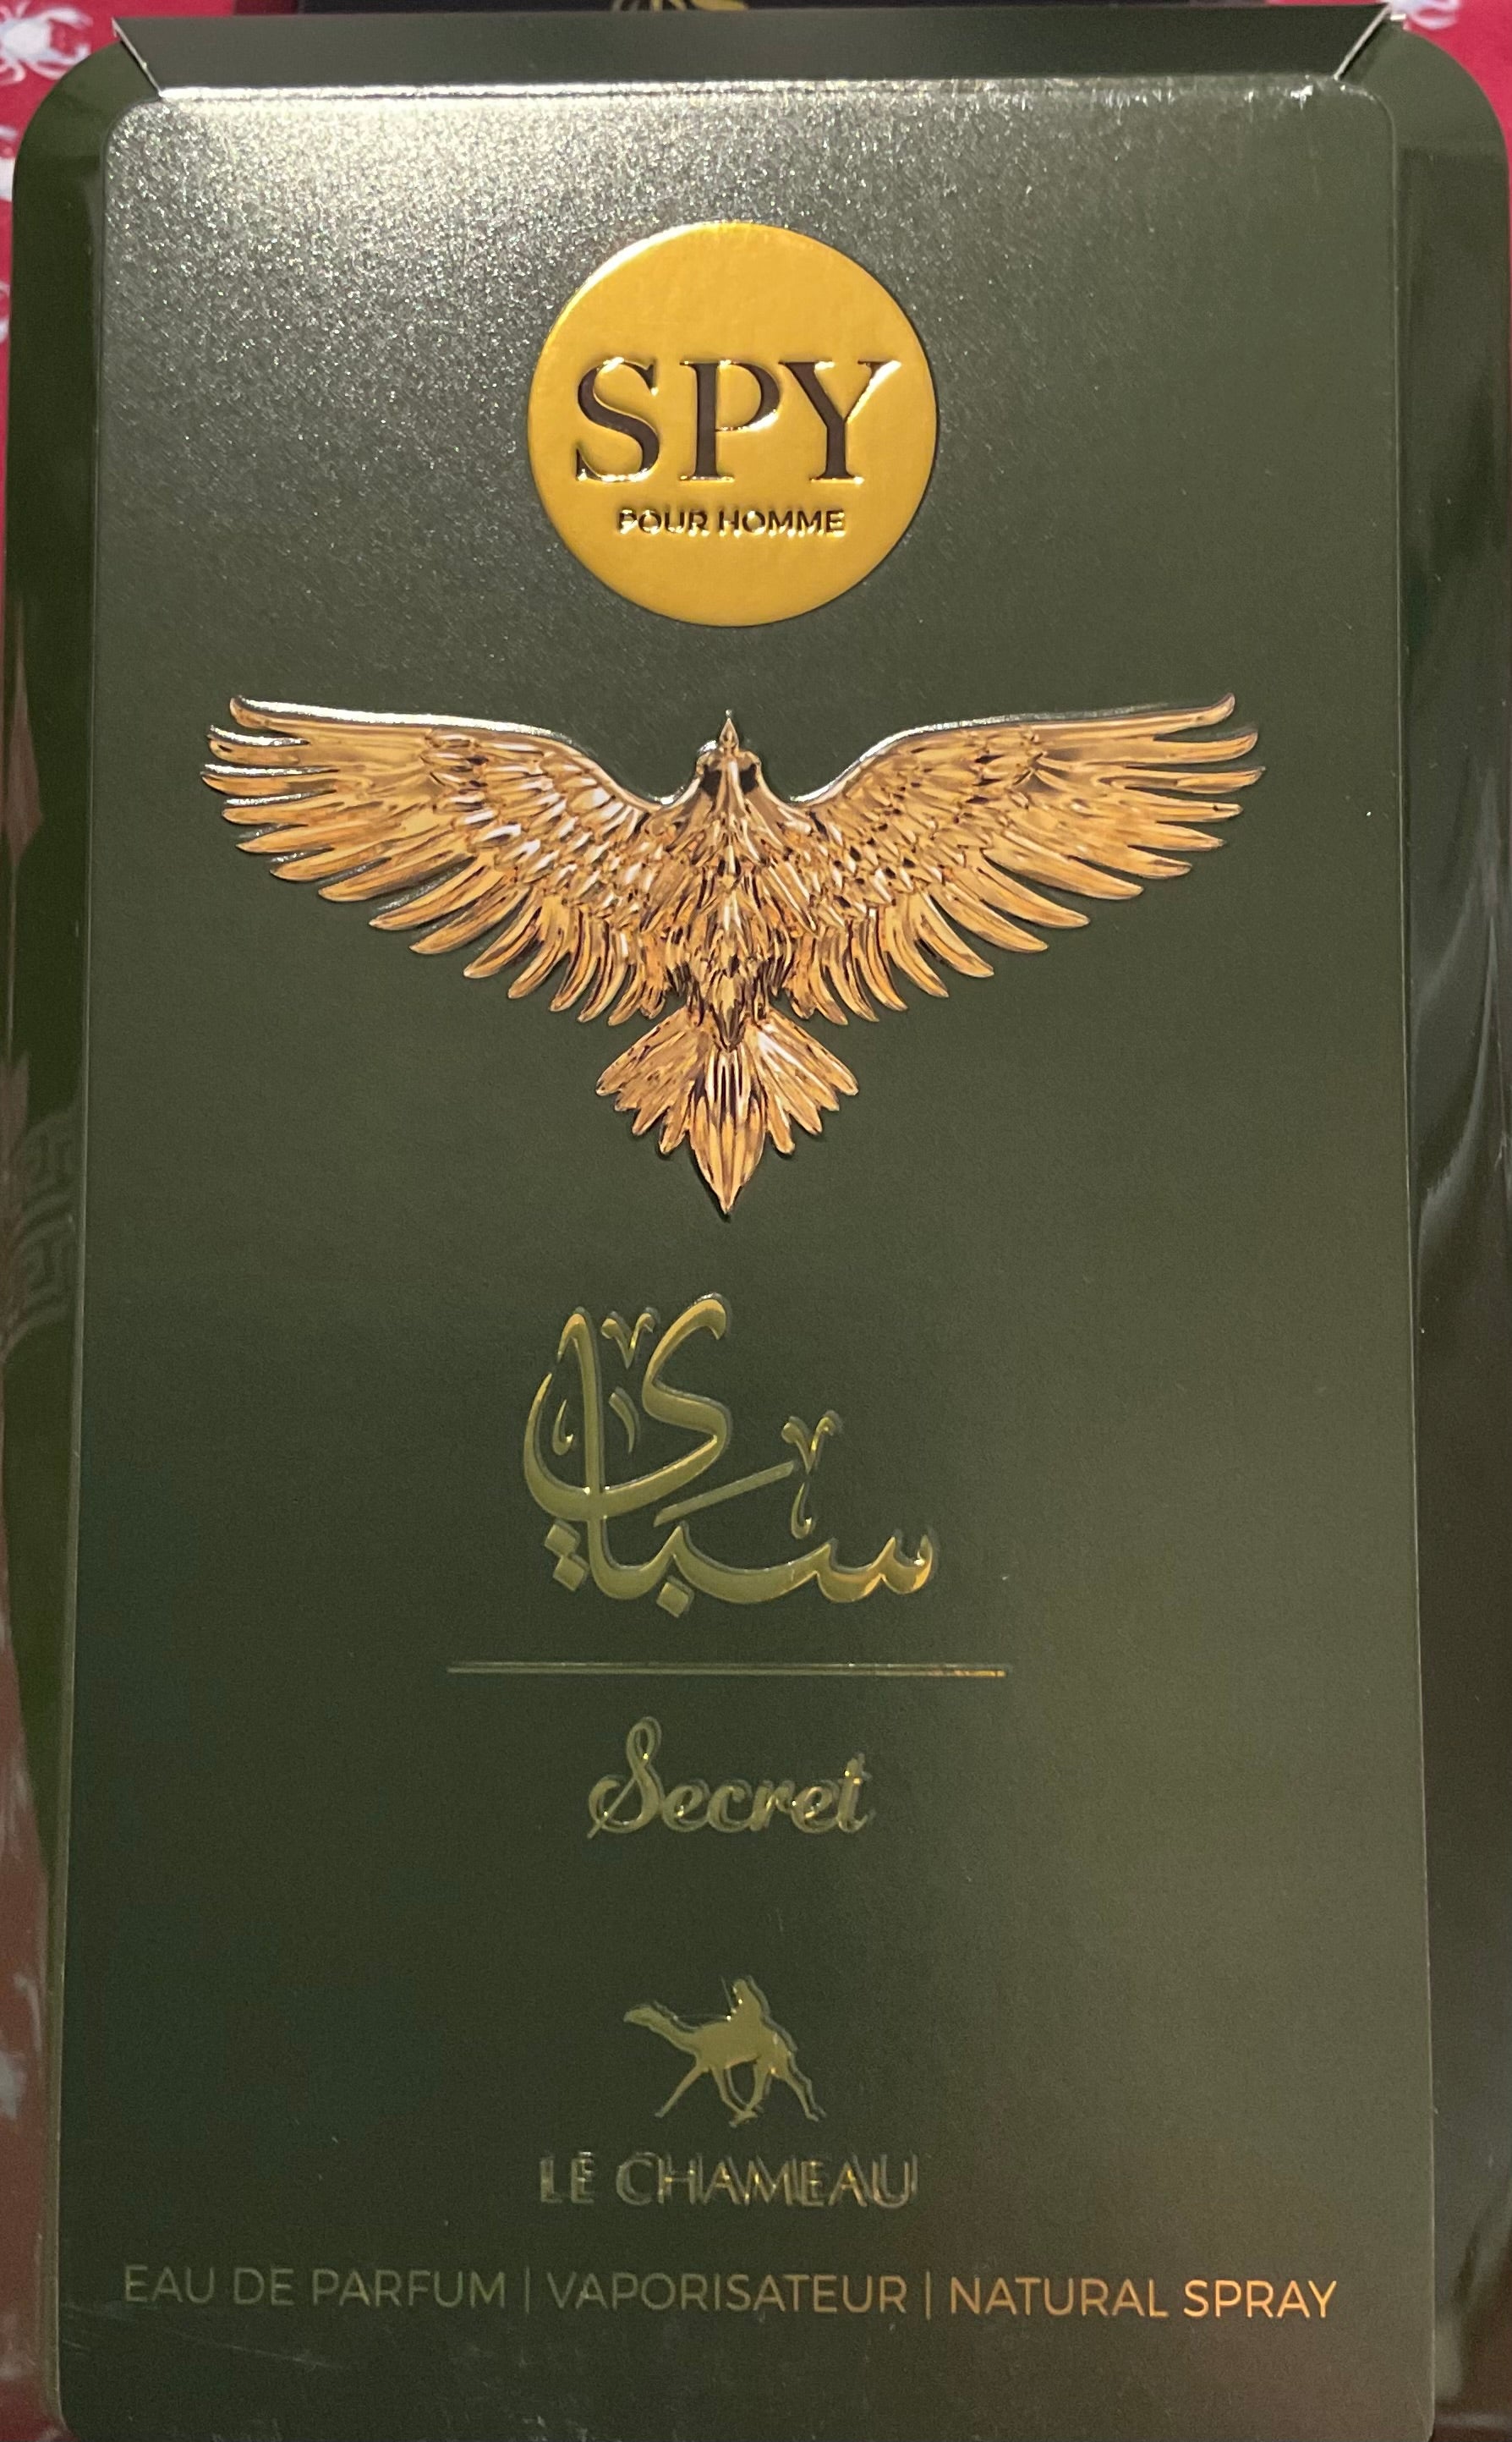 SPY
POUR HOMME
سباي
Secret
LE CHAMEAU
EAU DE PARFUM | VAPORISATEUR | NATURAL SPRAY